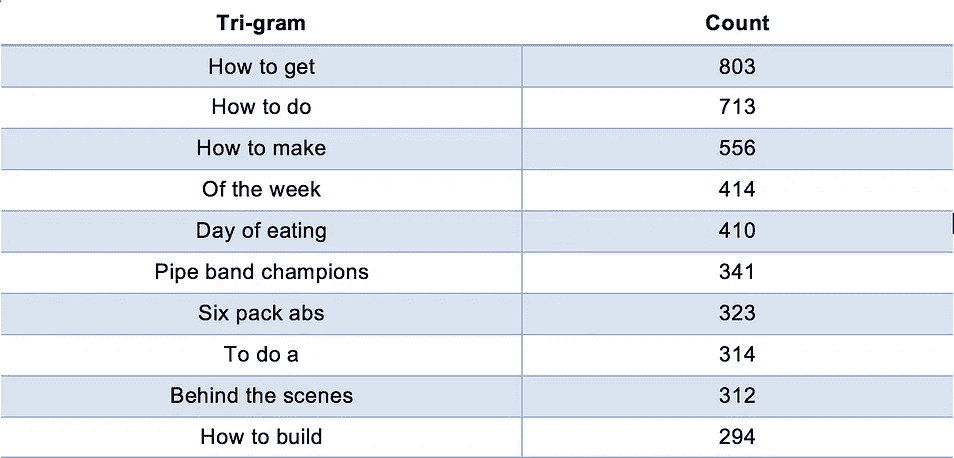 Tri-gram Count
How to get 803
How to do 713
How to make 556
Of the week 414
Day of eating 410
Pipe band champions 341
Six pack abs 323
To do a 314
Behind the scenes 312
How to build 294